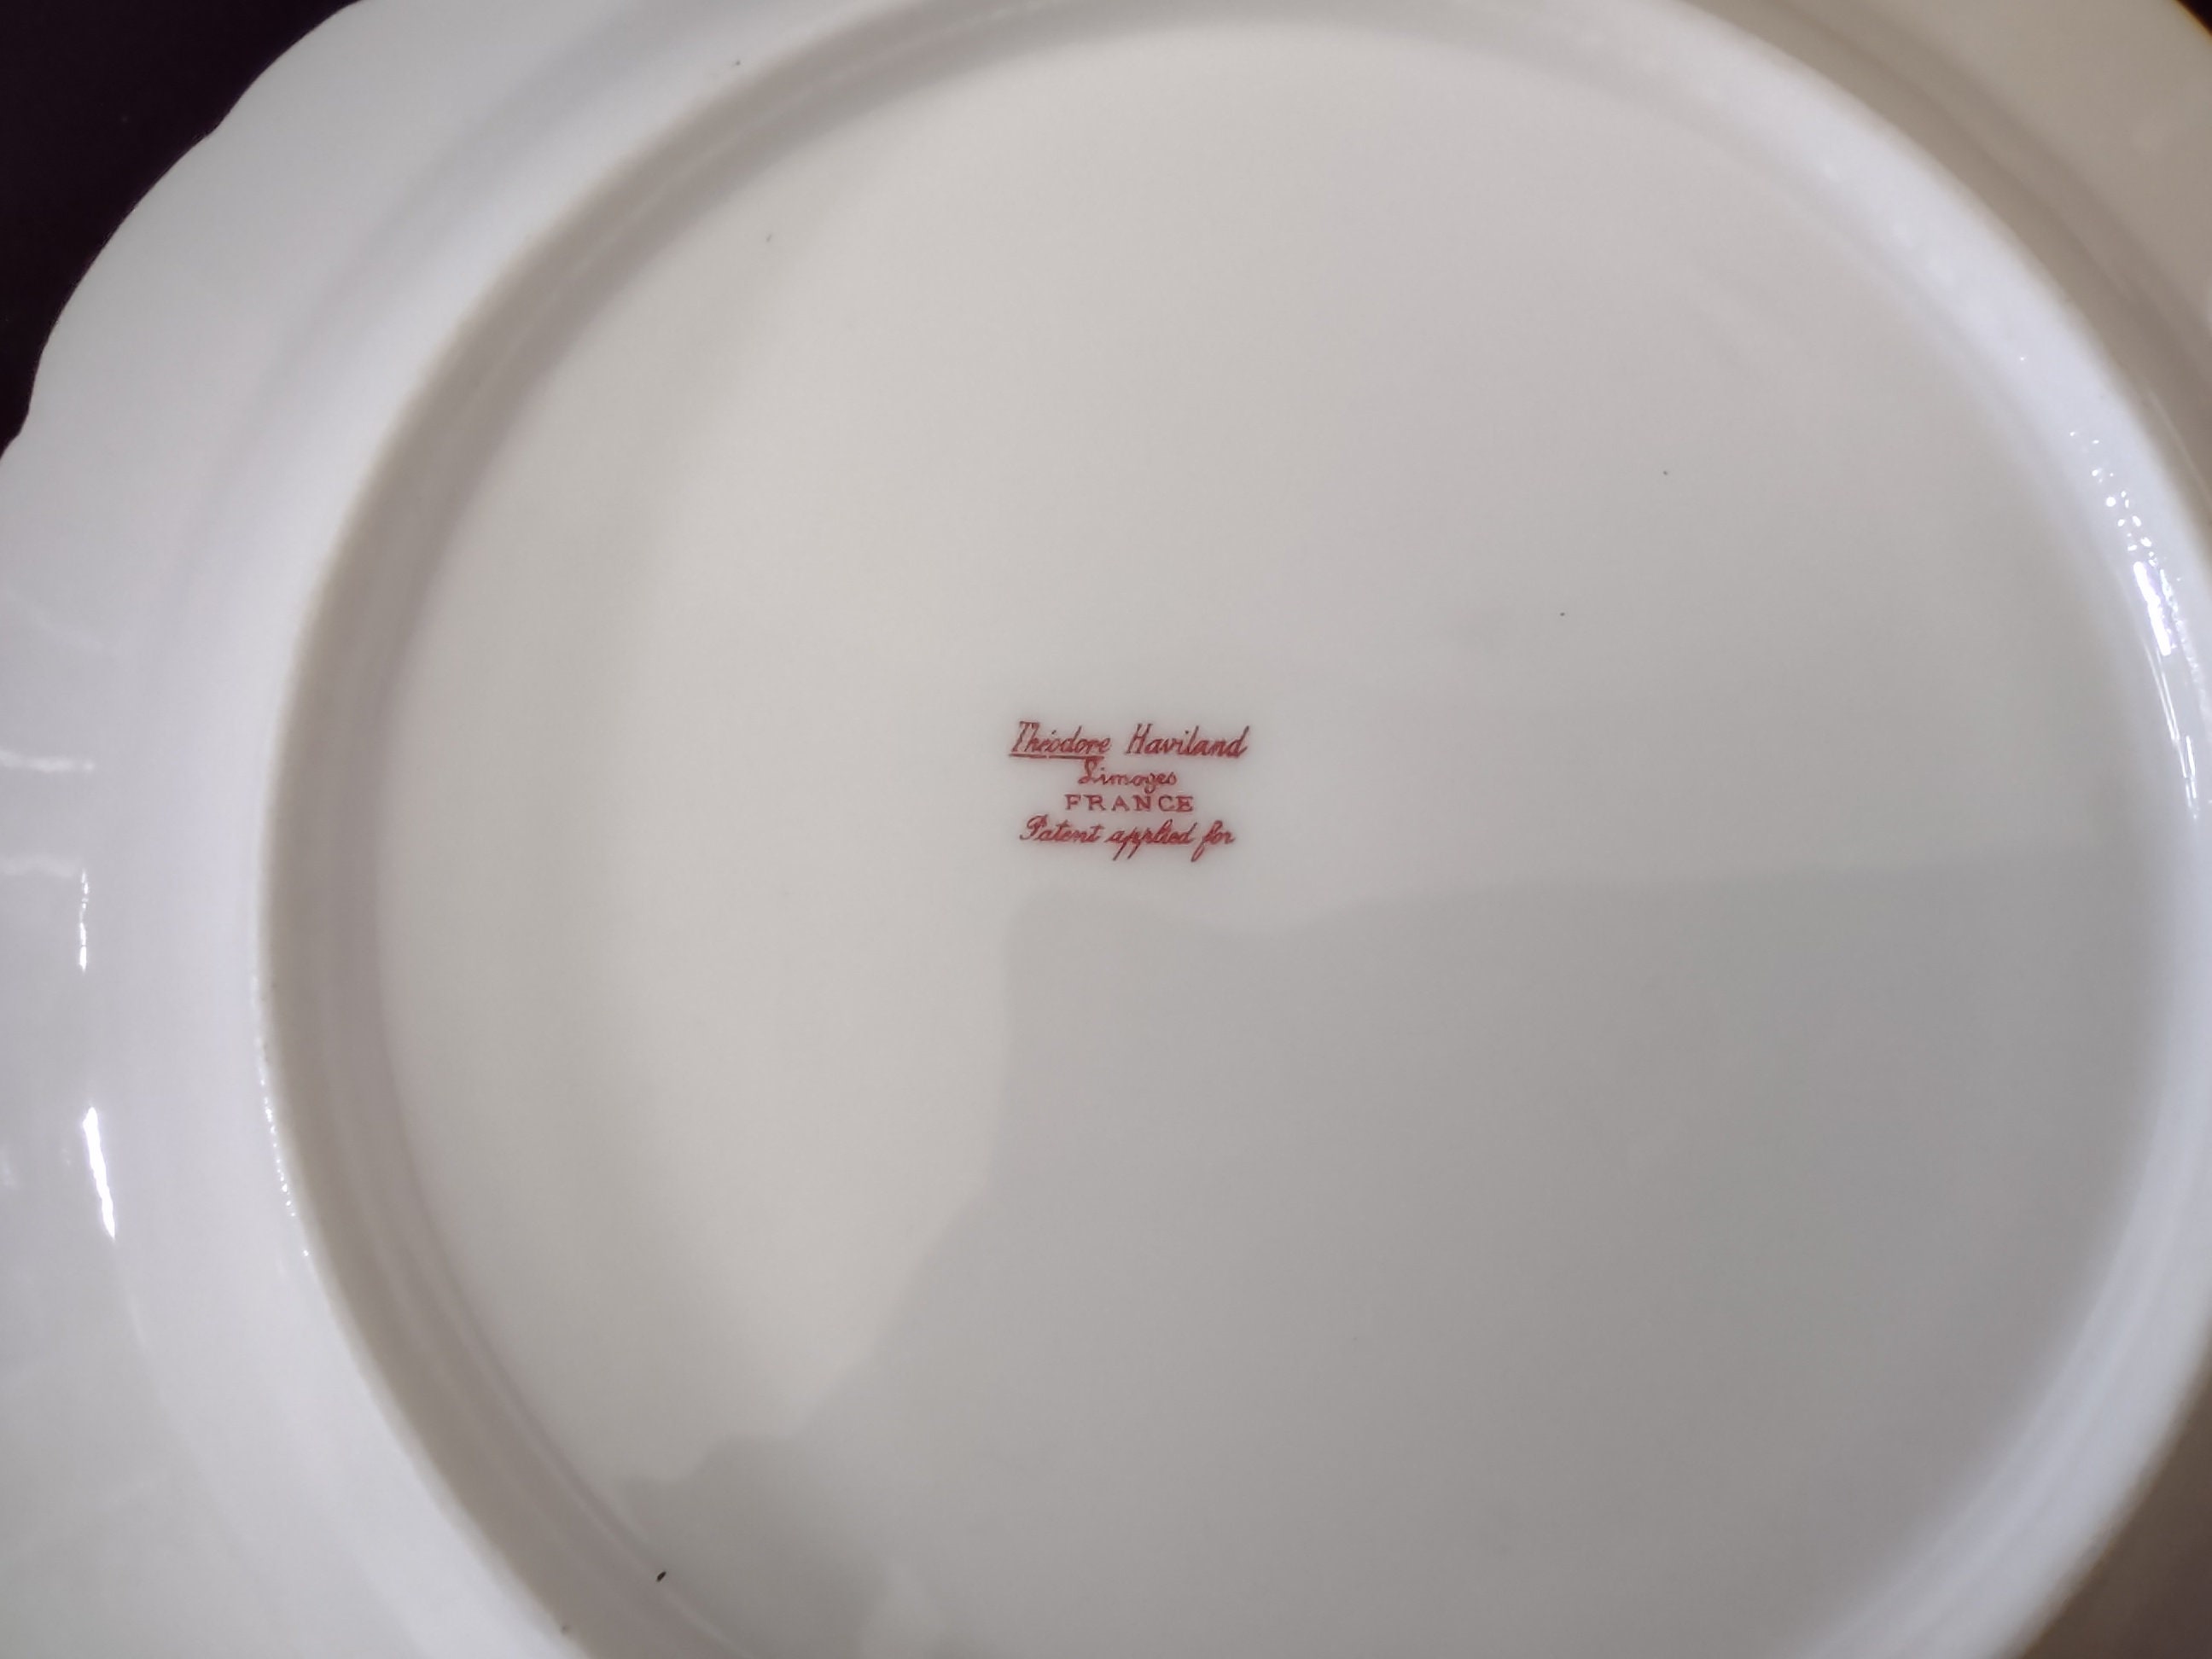 Théodore Haviland
Limoges
FRANCE
Patent applied for